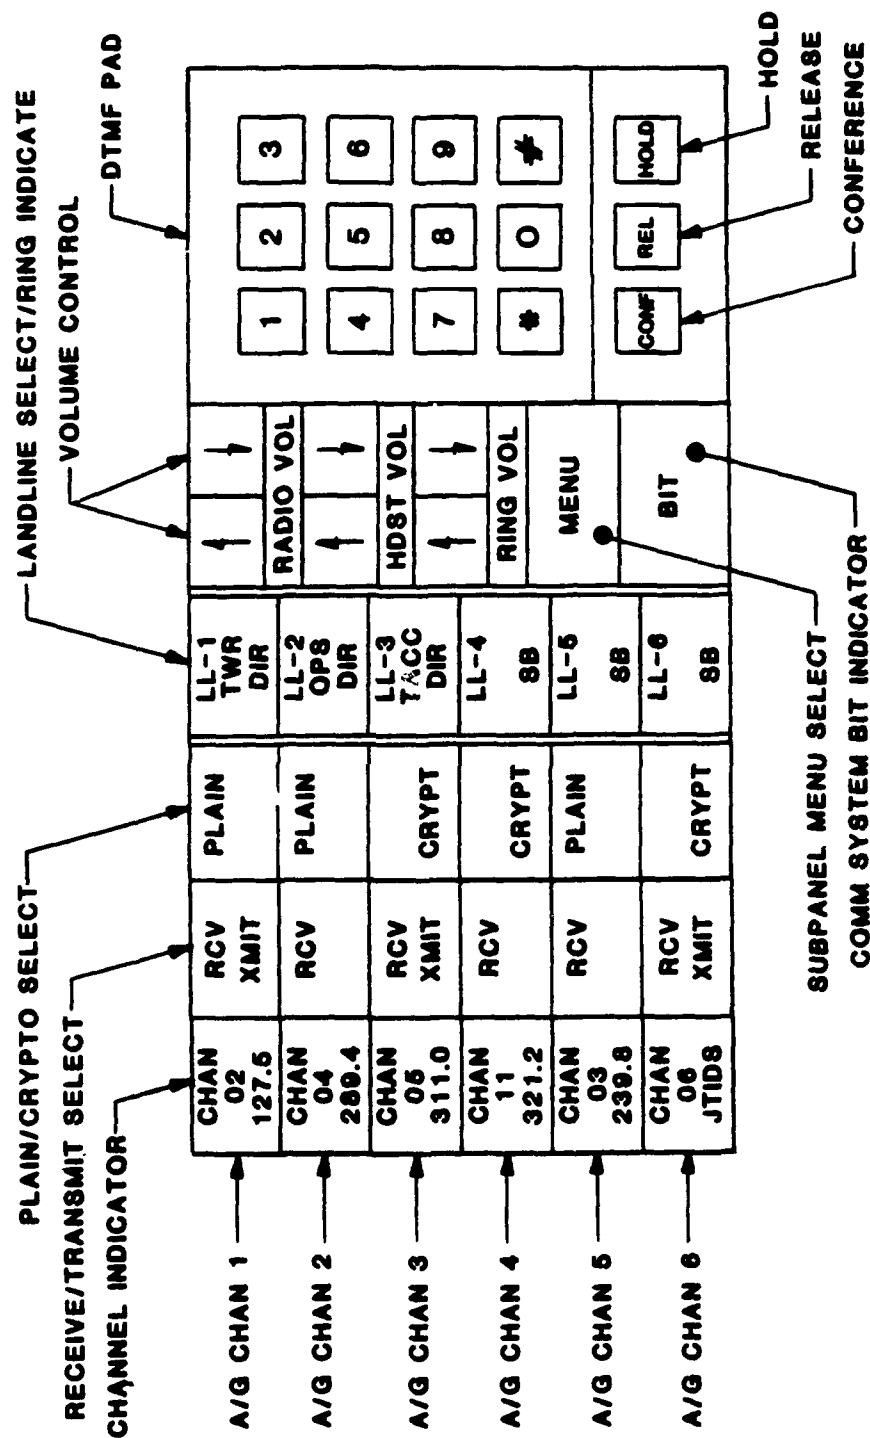 LANDLINE SELECT/RING INDICATE
VOLUME CONTROL
DTMF PAD
PLAIN/CRYPTO SELECT
RECEIVE/TRANSMIT SELECT
CHANNEL INDICATOR
A/G CHAN 1
CHAN
02
127.5
RCV
XMIT
PLAIN
LL-1
TWR
DIR
A/G CHAN 2
CHAN
04
289.4
RCV
PLAIN
LL-2
OPS
DIR
A/G CHAN 3
CHAN
05
311.0
RCV
XMIT
CRYPT
LL-3
TACC
DIR
A/G CHAN 4
CHAN
11
321.2
RCV
CRYPT
LL-4
SB
A/G CHAN 5
CHAN
03
239.8
RCV
PLAIN
LL-5
SB
A/G CHAN 6
CHAN
06
JTIDS
RCV
XMIT
CRYPT
LL-6
SB
RADIO VOL
HDST VOL
RING VOL
MENU
BIT
1 2 3
4 5 6
7 8 9
* 0 #
CONF REL HOLD
HOLD
RELEASE
CONFERENCE
SUBPANEL MENU SELECT
COMM SYSTEM BIT INDICATOR